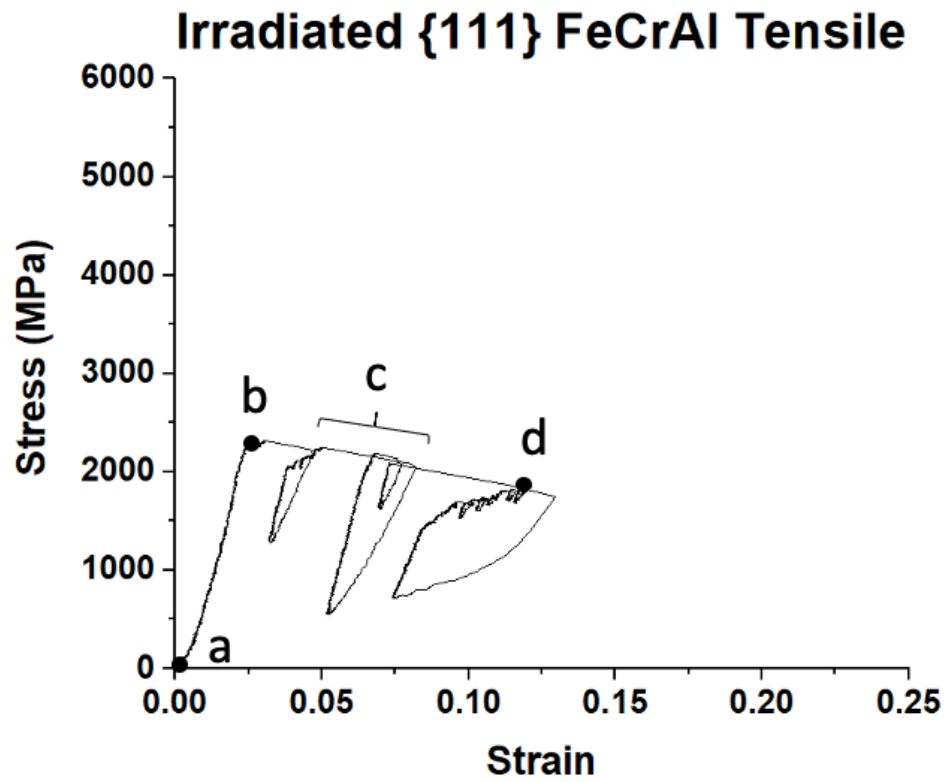 Irradiated {111} FeCrAl Tensile
6000
5000
4000
3000
2000
1000
0
Stress (MPa)
a
b
c
d
0.00 0.05 0.10 0.15 0.20 0.25
Strain